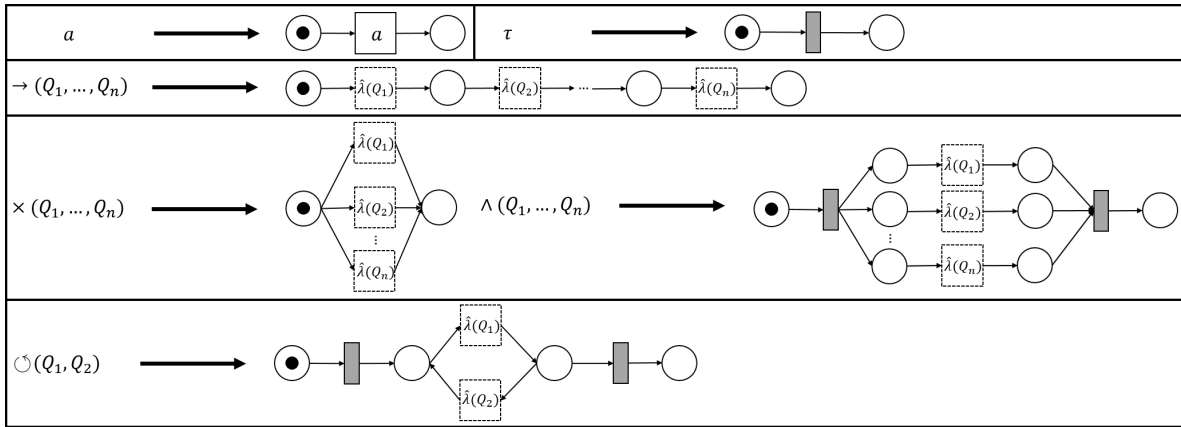 a
a
τ
→ (Q₁, ..., Qₙ)
λ̂(Q₁)
λ̂(Q₂)
...
λ̂(Qₙ)
× (Q₁, ..., Qₙ)
λ̂(Q₁)
λ̂(Q₂)
⋮
λ̂(Qₙ)
∧ (Q₁, ..., Qₙ)
λ̂(Q₁)
λ̂(Q₂)
⋮
λ̂(Qₙ)
↺ (Q₁, Q₂)
λ̂(Q₁)
λ̂(Q₂)